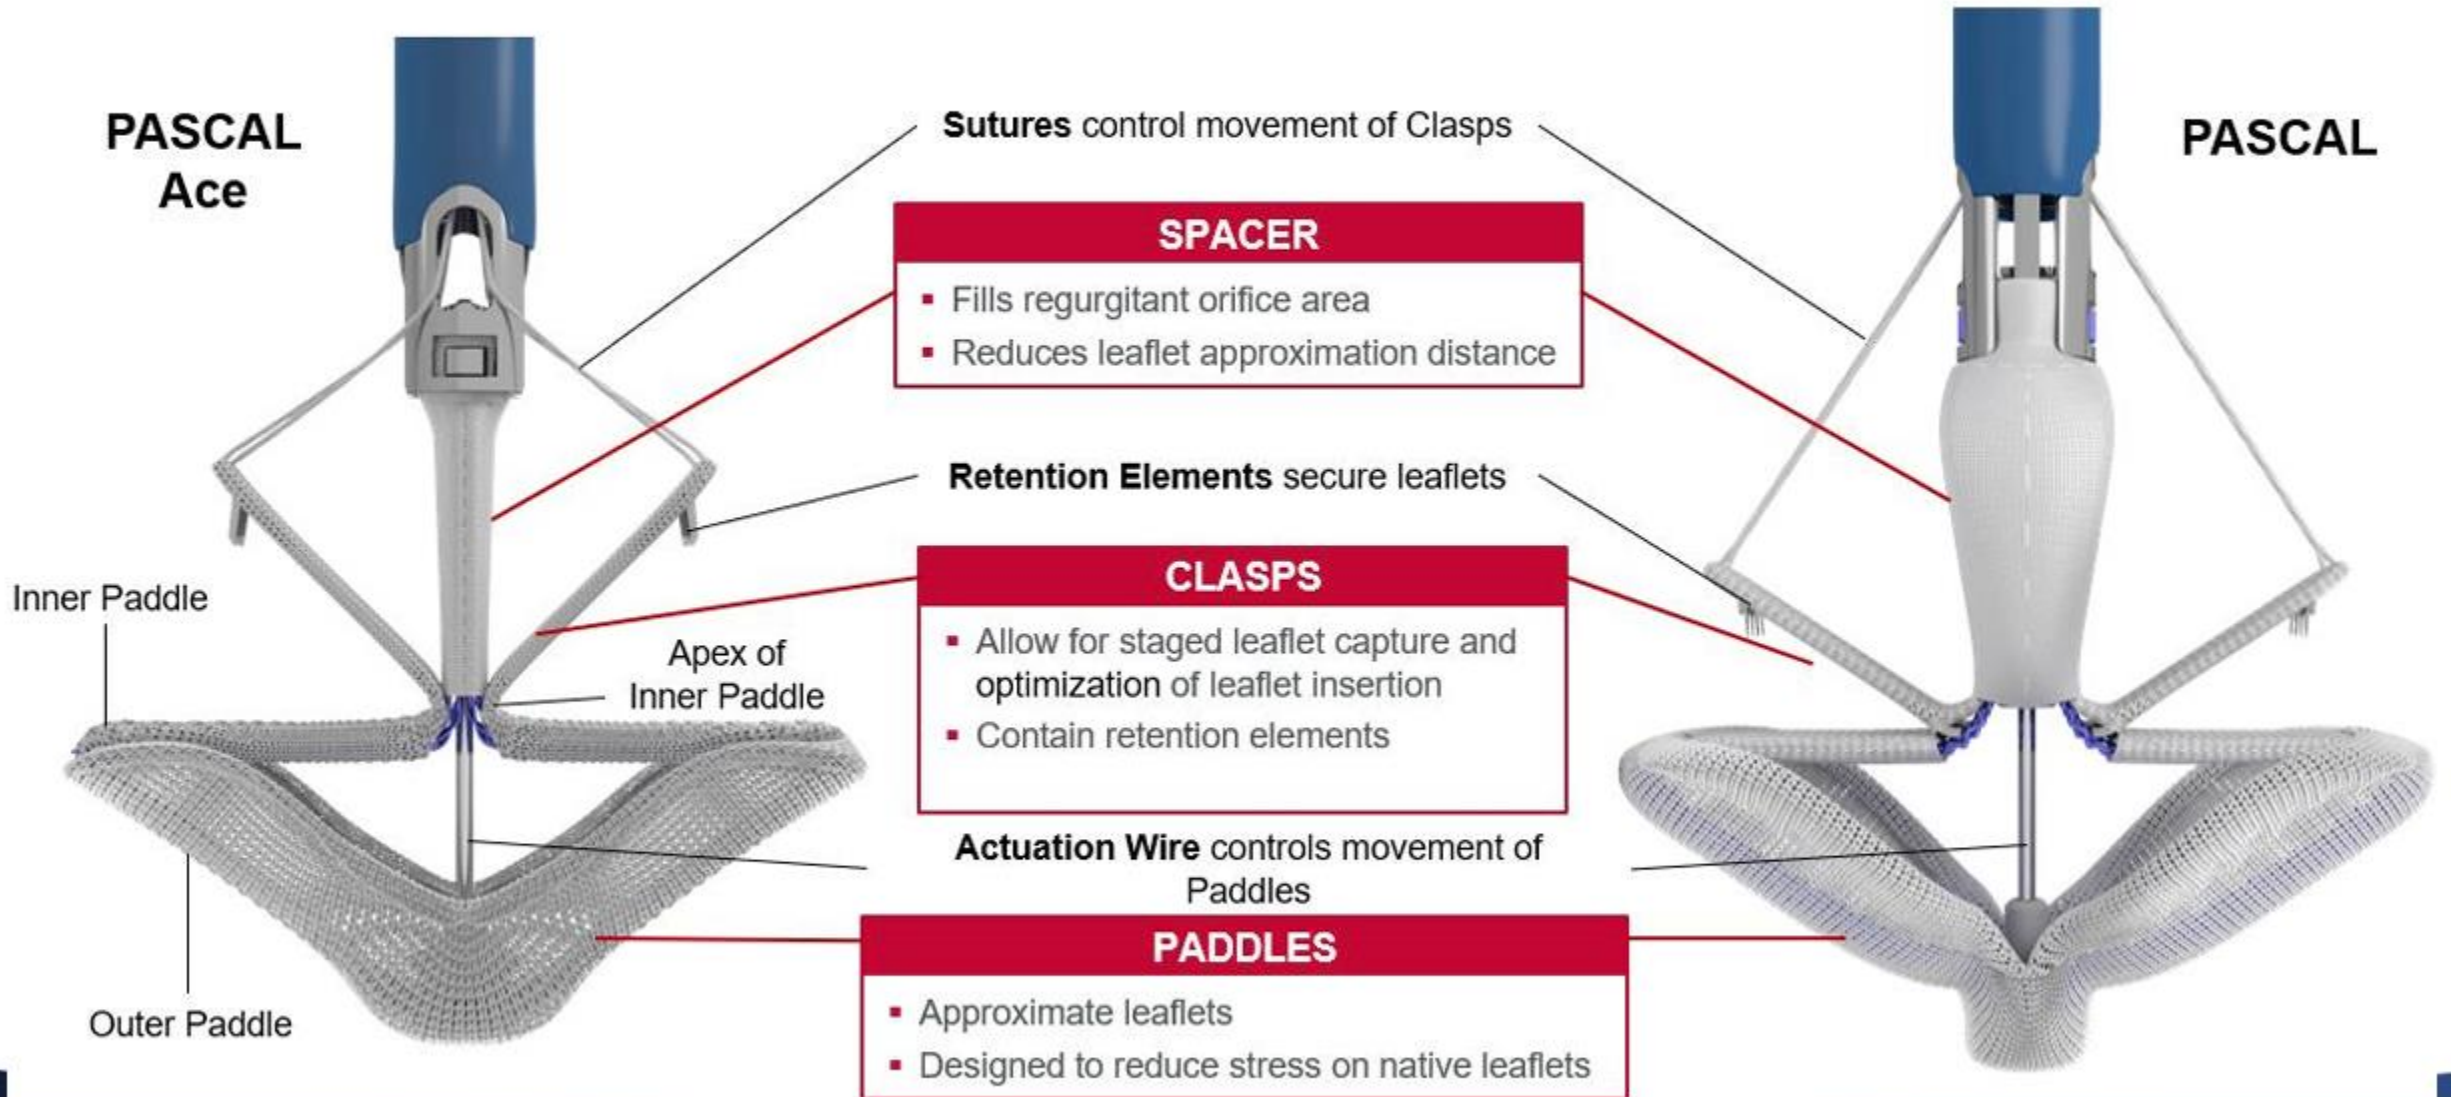 PASCAL
Ace
Sutures control movement of Clasps
PASCAL
SPACER
▪ Fills regurgitant orifice area
▪ Reduces leaflet approximation distance
Retention Elements secure leaflets
Inner Paddle
CLASPS
▪ Allow for staged leaflet capture and
optimization of leaflet insertion
▪ Contain retention elements
Apex of
Inner Paddle
Actuation Wire controls movement of
Paddles
PADDLES
▪ Approximate leaflets
▪ Designed to reduce stress on native leaflets
Outer Paddle